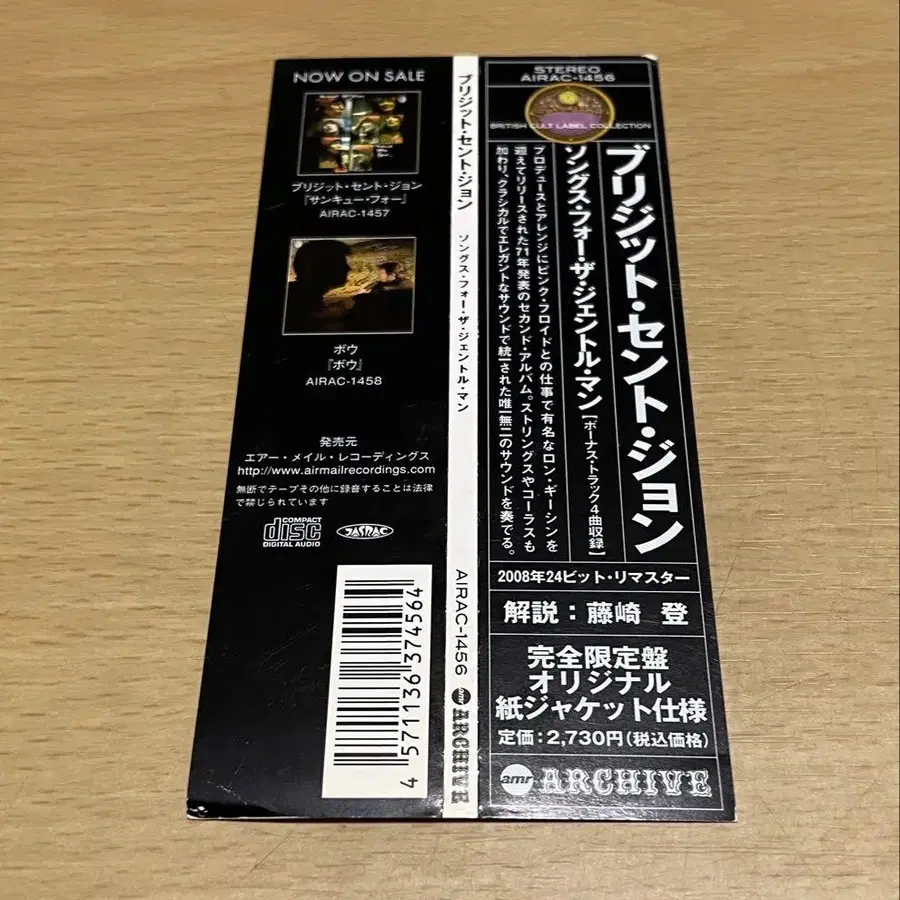 NOW ON SALE
ブリジット・セント・ジョン
『サンキュー・フォー』
AIRAC-1457
ボウ
『ボウ』
AIRAC-1458
発売元
エアー・メイル・レコーディングス
http://www.airmailrecordings.com
無断でテープその他に録音することは法律
で禁じられています
COMPACT
disc
DIGITAL AUDIO
JASRAC
4 571136 374564
ブリジット・セント・ジョン
ソングス・フォー・ザ・ジェントル・マン
AIRAC-1456
amr
ARCHIVE
STEREO
AIRAC-1456
BRITISH CULT LABEL COLLECTION
ブリジット・セント・ジョン
ソングス・フォー・ザ・ジェントル・マン【ボーナス・トラック4曲収録】
プロデュースとアレンジにピンク・フロイドとの仕事で有名なロン・ギーシンを
迎えてリリースされた71年発表のセカンド・アルバム。ストリングスやコーラスも
加わり、クラシカルでエレガントなサウンドで統一された唯一無二のサウンドを奏でる。
2008年24ビット・リマスター
解説：藤崎 登
完全限定盤
オリジナル
紙ジャケット仕様
定価：2,730円(税込価格)
amr
ARCHIVE